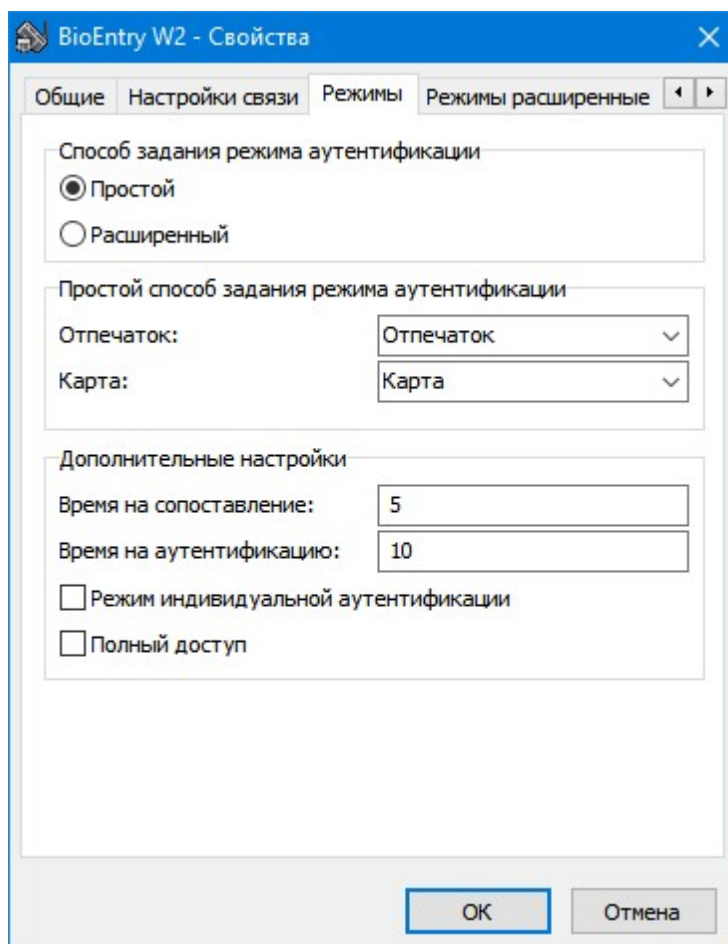 BioEntry W2 - Свойства
Общие Настройки связи Режимы Режимы расширенные
Способ задания режима аутентификации
Простой
Расширенный
Простой способ задания режима аутентификации
Отпечаток: Отпечаток
Карта: Карта
Дополнительные настройки
Время на сопоставление: 5
Время на аутентификацию: 10
Режим индивидуальной аутентификации
Полный доступ
ОК Отмена